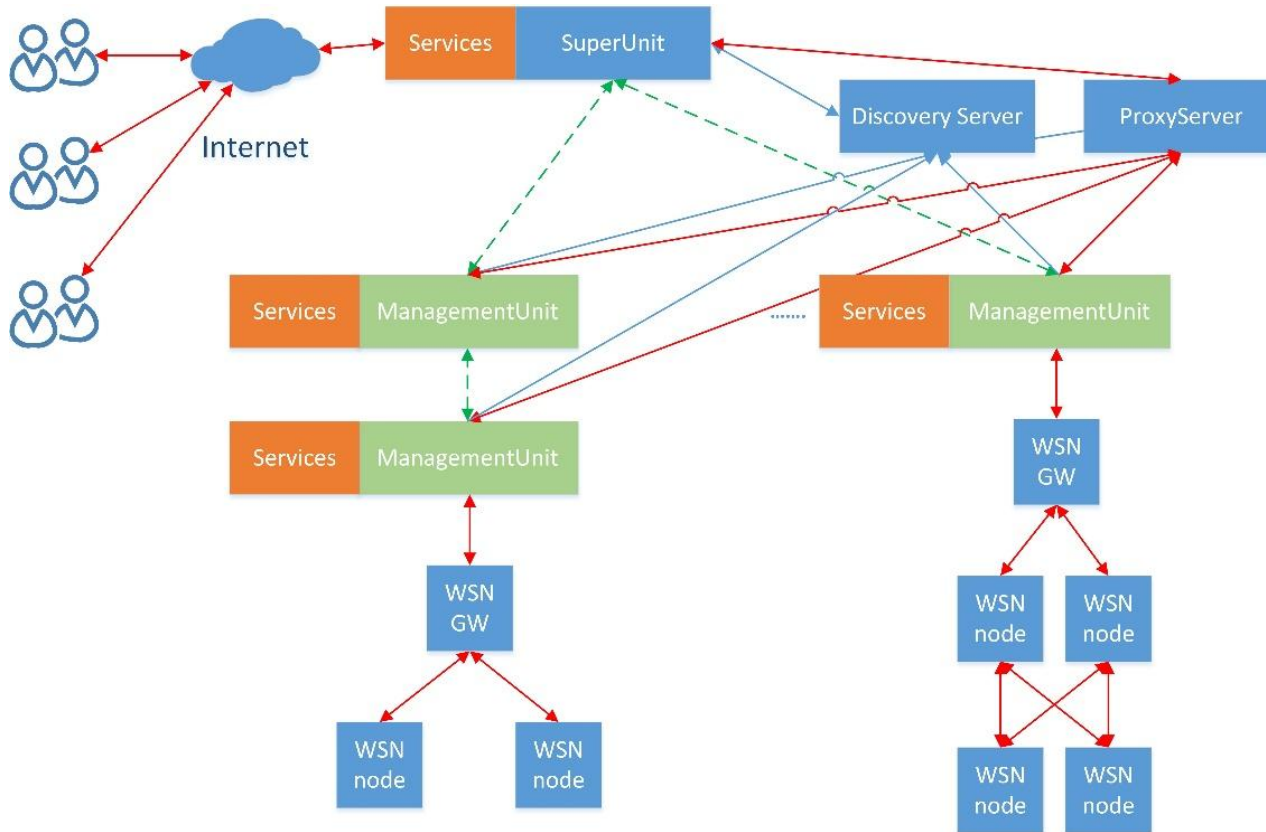 Services
SuperUnit
Discovery Server
ProxyServer
Internet
Services
ManagementUnit
.......
Services
ManagementUnit
Services
ManagementUnit
WSN
GW
WSN
GW
WSN
node
WSN
node
WSN
node
WSN
node
WSN
node
WSN
node